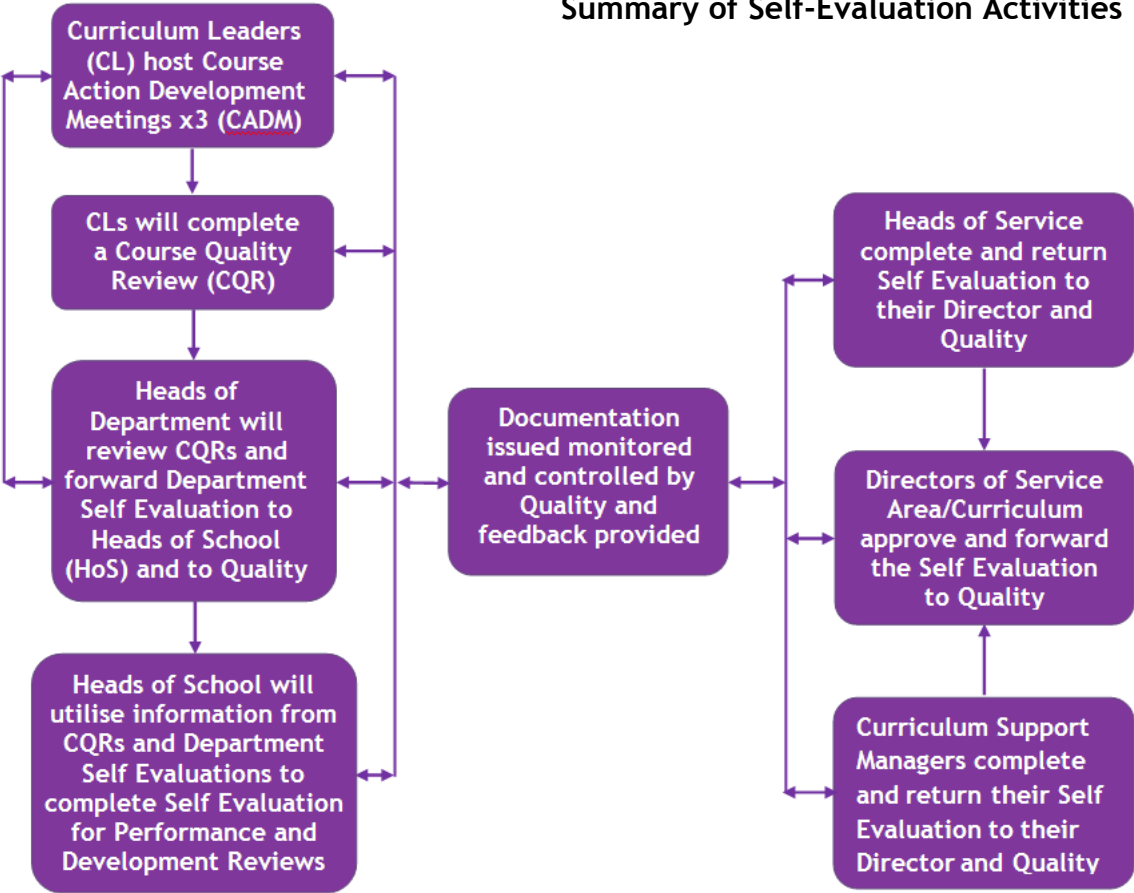 Summary of Self-Evaluation Activities
Curriculum Leaders
(CL) host Course
Action Development
Meetings x3 (CADM)
CLs will complete
a Course Quality
Review (CQR)
Heads of
Department will
review CQRs and
forward Department
Self Evaluation to
Heads of School
(HoS) and to Quality
Heads of School will
utilise information from
CQRs and Department
Self Evaluations to
complete Self Evaluation
for Performance and
Development Reviews
Documentation
issued monitored
and controlled by
Quality and
feedback provided
Heads of Service
complete and return
Self Evaluation to
their Director and
Quality
Directors of Service
Area/Curriculum
approve and forward
the Self Evaluation
to Quality
Curriculum Support
Managers complete
and return their Self
Evaluation to their
Director and Quality